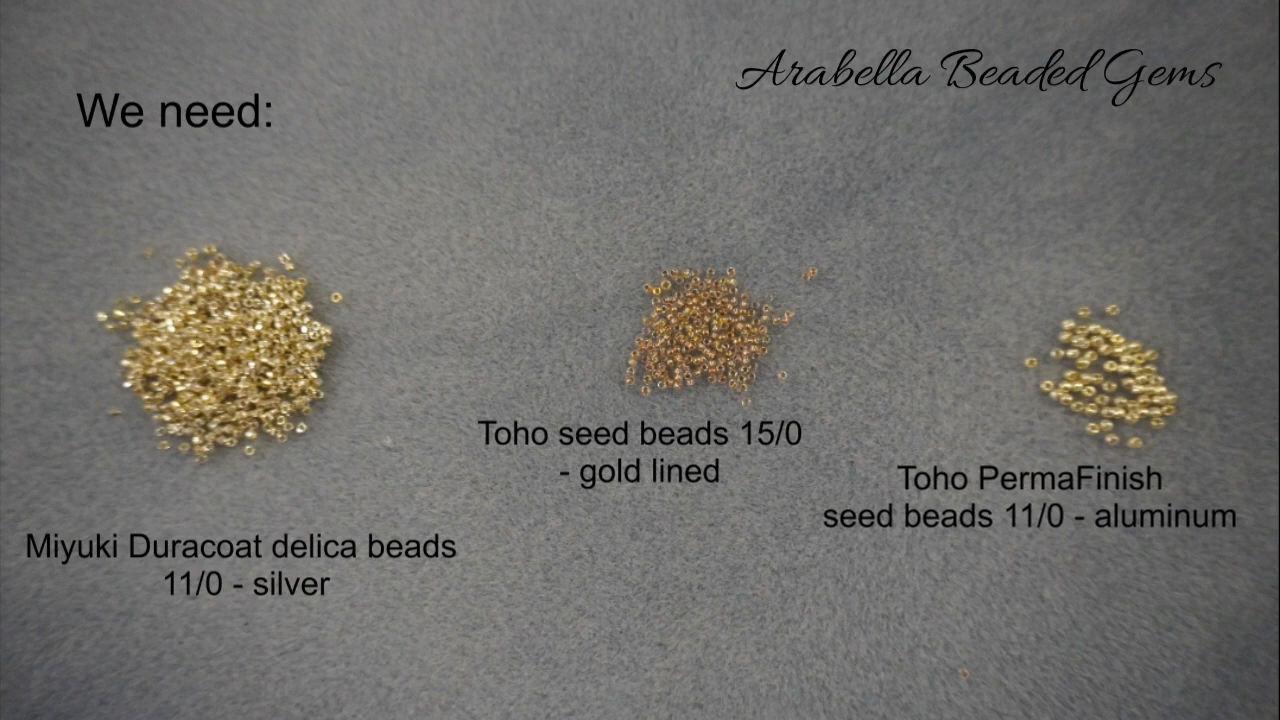 Arabella Beaded Gems
We need:
Toho seed beads 15/0
- gold lined
Toho PermaFinish
seed beads 11/0 - aluminum
Miyuki Duracoat delica beads
11/0 - silver